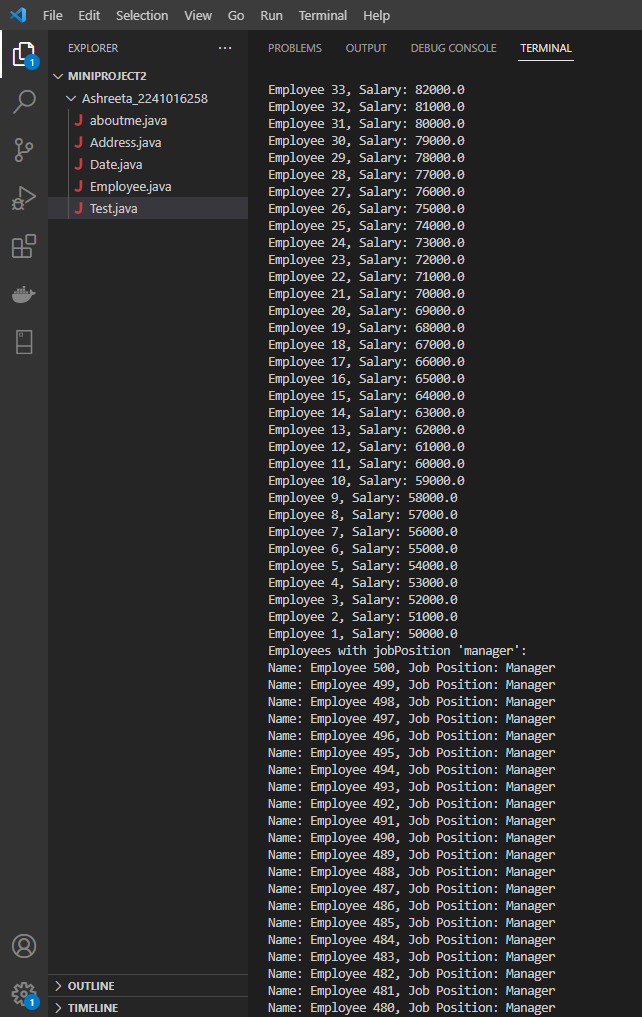 File Edit Selection View Go Run Terminal Help
EXPLORER
MINIPROJECT2
Ashreeta_2241016258
J aboutme.java
J Address.java
J Date.java
J Employee.java
J Test.java
1
OUTLINE
TIMELINE
1
PROBLEMS OUTPUT DEBUG CONSOLE TERMINAL
Employee 33, Salary: 82000.0
Employee 32, Salary: 81000.0
Employee 31, Salary: 80000.0
Employee 30, Salary: 79000.0
Employee 29, Salary: 78000.0
Employee 28, Salary: 77000.0
Employee 27, Salary: 76000.0
Employee 26, Salary: 75000.0
Employee 25, Salary: 74000.0
Employee 24, Salary: 73000.0
Employee 23, Salary: 72000.0
Employee 22, Salary: 71000.0
Employee 21, Salary: 70000.0
Employee 20, Salary: 69000.0
Employee 19, Salary: 68000.0
Employee 18, Salary: 67000.0
Employee 17, Salary: 66000.0
Employee 16, Salary: 65000.0
Employee 15, Salary: 64000.0
Employee 14, Salary: 63000.0
Employee 13, Salary: 62000.0
Employee 12, Salary: 61000.0
Employee 11, Salary: 60000.0
Employee 10, Salary: 59000.0
Employee 9, Salary: 58000.0
Employee 8, Salary: 57000.0
Employee 7, Salary: 56000.0
Employee 6, Salary: 55000.0
Employee 5, Salary: 54000.0
Employee 4, Salary: 53000.0
Employee 3, Salary: 52000.0
Employee 2, Salary: 51000.0
Employee 1, Salary: 50000.0
Employees with jobPosition 'manager':
Name: Employee 500, Job Position: Manager
Name: Employee 499, Job Position: Manager
Name: Employee 498, Job Position: Manager
Name: Employee 497, Job Position: Manager
Name: Employee 496, Job Position: Manager
Name: Employee 495, Job Position: Manager
Name: Employee 494, Job Position: Manager
Name: Employee 493, Job Position: Manager
Name: Employee 492, Job Position: Manager
Name: Employee 491, Job Position: Manager
Name: Employee 490, Job Position: Manager
Name: Employee 489, Job Position: Manager
Name: Employee 488, Job Position: Manager
Name: Employee 487, Job Position: Manager
Name: Employee 486, Job Position: Manager
Name: Employee 485, Job Position: Manager
Name: Employee 484, Job Position: Manager
Name: Employee 483, Job Position: Manager
Name: Employee 482, Job Position: Manager
Name: Employee 481, Job Position: Manager
Name: Employee 480, Job Position: Manager